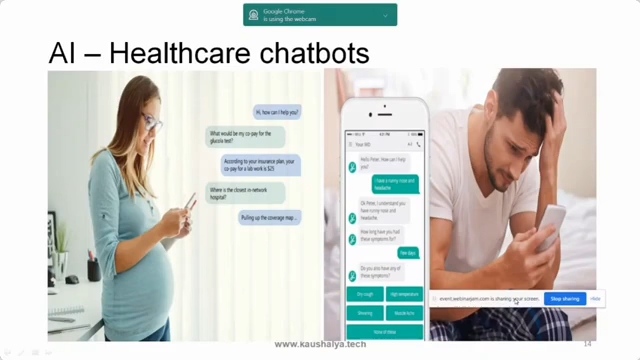 Google Chrome
is using the webcam
AI – Healthcare chatbots
Hi, how can I help you?
What would be my co-pay for the
glucola test?
According to your insurance plan, your
co-pay for a lab work is $25
Where is the closest in-network
hospital?
Pulling up the coverage map...
Your MD
Hello Peter, How can I help
you?
I have a runny nose and
headache
Ok Peter, I understand you
have runny nose and
headache
How long have you had
these symptoms for?
Few days
Do you also have any of
these symptoms?
Dry cough
High temperature
Sneezing
Muscle Ache
None of these
event.webinarjam.com is sharing your screen.
Stop sharing
Hide
www.kaushalya.tech
14